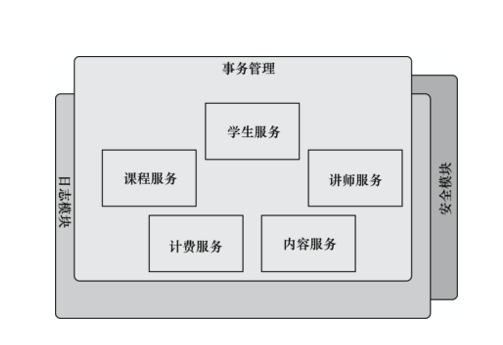 事务管理
学生服务
课程服务
讲师服务
计费服务
内容服务
日志模块
安全模块